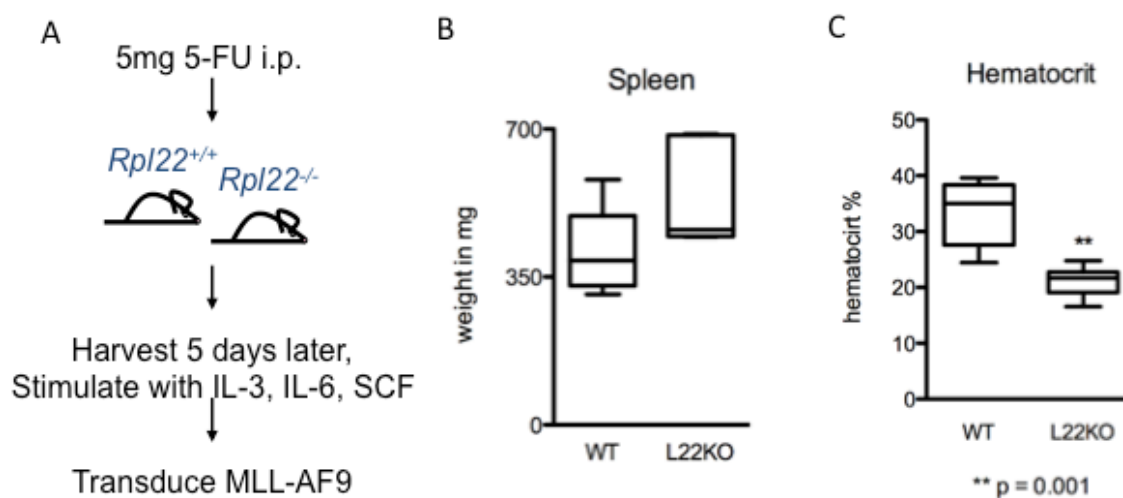 A
5mg 5-FU i.p.
Rpl22+/+
Rpl22-/-
Harvest 5 days later,
Stimulate with IL-3, IL-6, SCF
Transduce MLL-AF9
B
Spleen
weight in mg
700
350
0
WT
L22KO
C
Hematocrit
hematocirt %
50
40
30
20
10
0
**
WT
L22KO
** p = 0.001